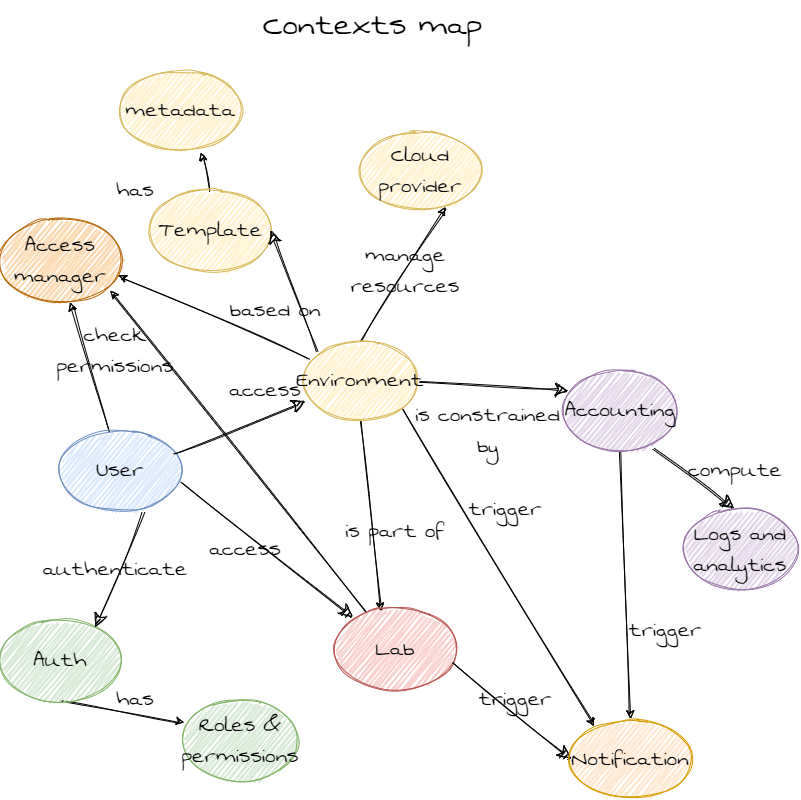 Contexts map
metadata
Cloud
provider
has
Template
Access
manager
manage
resources
based on
check
permissions
access
Environment
is constrained
by
Accounting
User
compute
trigger
is part of
access
Logs and
analytics
authenticate
trigger
Auth
Lab
has
trigger
Roles &
permissions
Notification